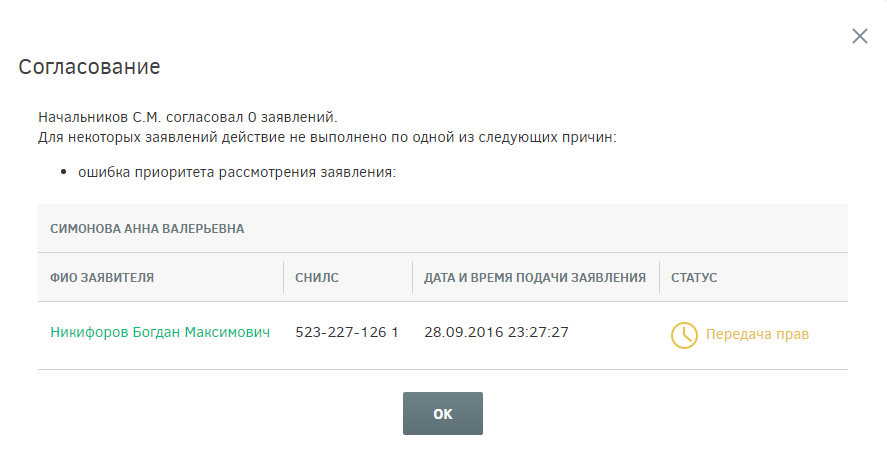 Согласование
Начальников С.М. согласовал 0 заявлений.
Для некоторых заявлений действие не выполнено по одной из следующих причин:
• ошибка приоритета рассмотрения заявления:
СИМОНОВА АННА ВАЛЕРЬЕВНА
ФИО ЗАЯВИТЕЛЯ СНИЛС ДАТА И ВРЕМЯ ПОДАЧИ ЗАЯВЛЕНИЯ СТАТУС
Никифоров Богдан Максимович 523-227-126 1 28.09.2016 23:27:27 Передача прав
ОК